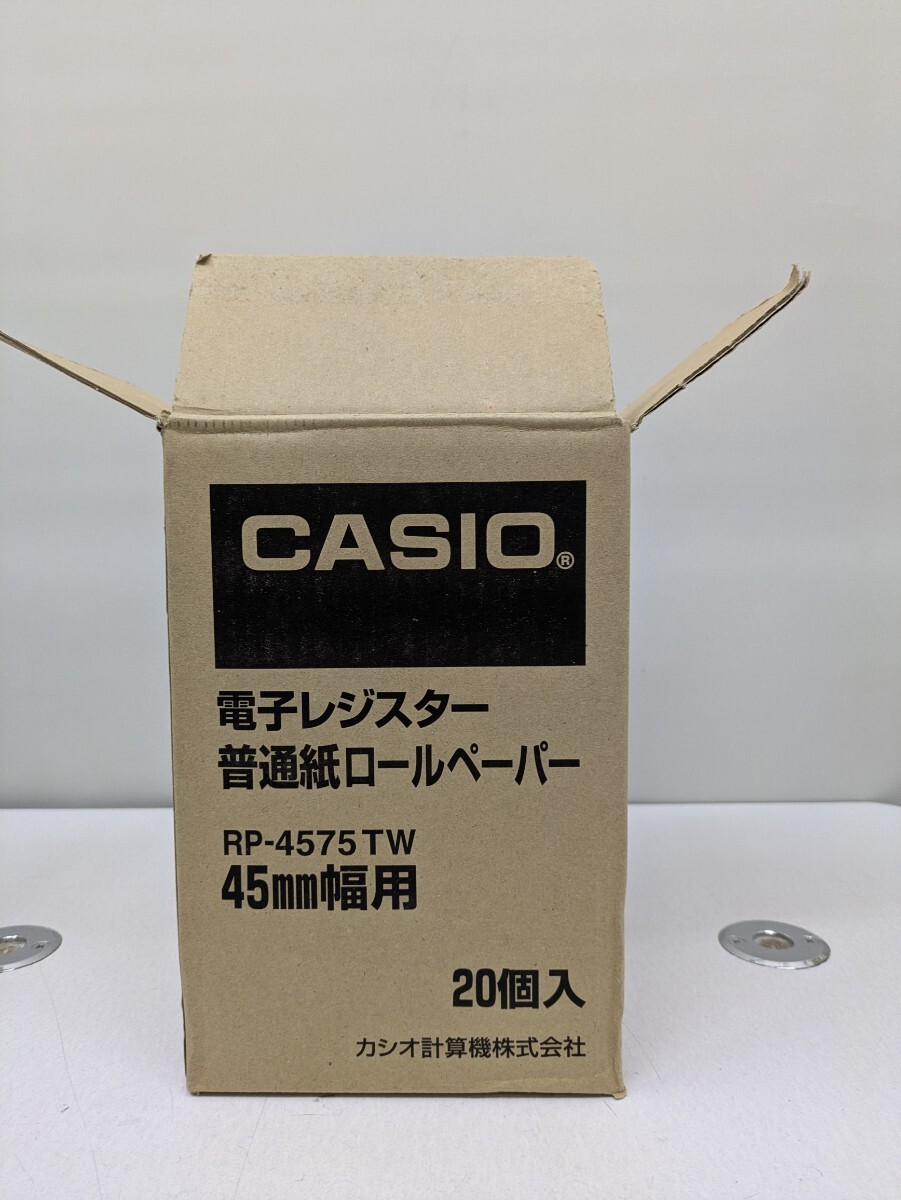 CASIO®
電子レジスター
普通紙ロールペーパー
RP-4575TW
45mm幅用
20個入
カシオ計算機株式会社